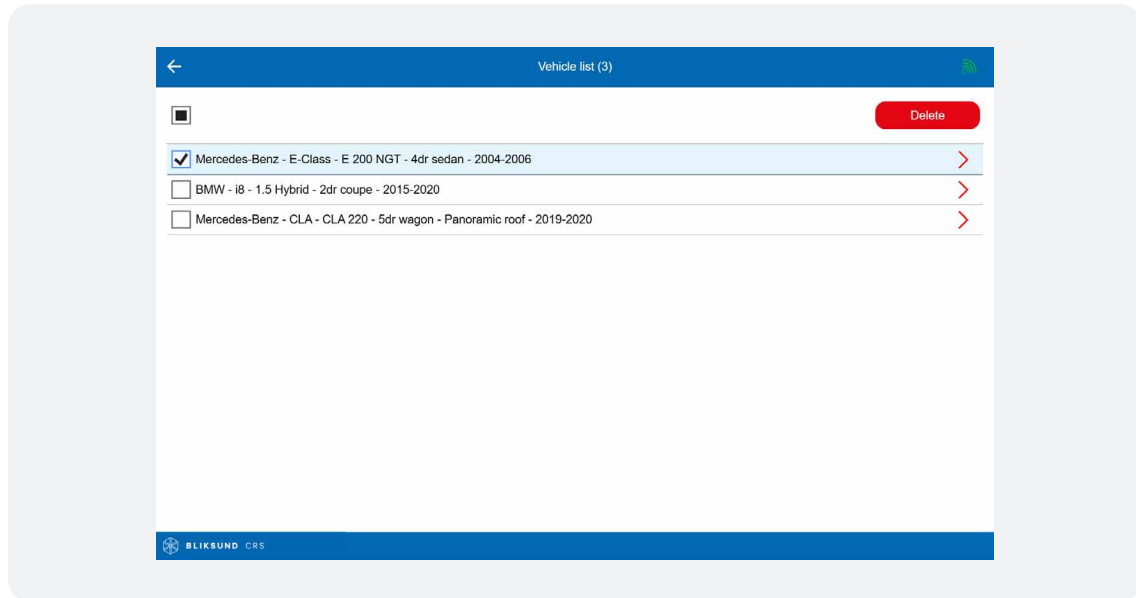 Vehicle list (3)
Delete
Mercedes-Benz - E-Class - E 200 NGT - 4dr sedan - 2004-2006
BMW - i8 - 1.5 Hybrid - 2dr coupe - 2015-2020
Mercedes-Benz - CLA - CLA 220 - 5dr wagon - Panoramic roof - 2019-2020
BLIKSUND CRS